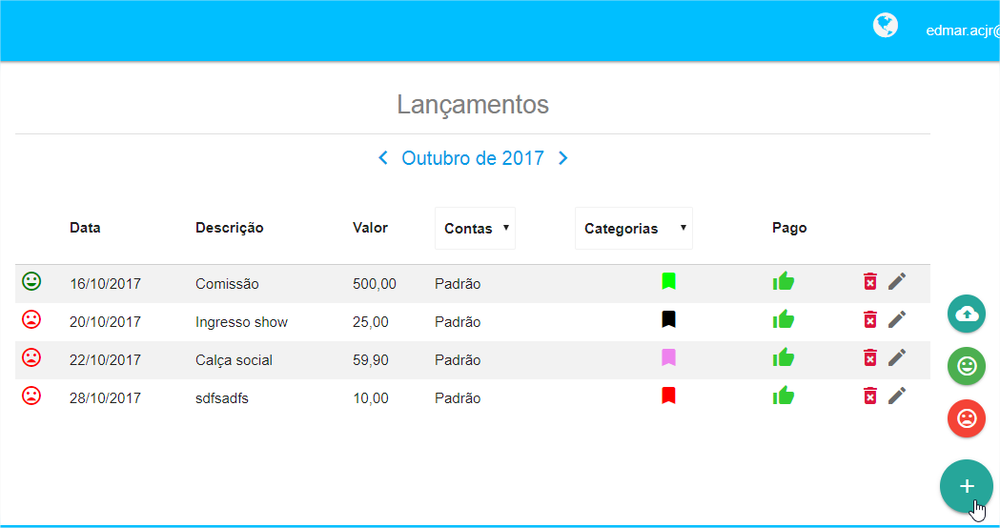 edmar.acjr@
Lançamentos
Outubro de 2017
Data Descrição Valor Contas Categorias Pago
16/10/2017 Comissão 500,00 Padrão
20/10/2017 Ingresso show 25,00 Padrão
22/10/2017 Calça social 59,90 Padrão
28/10/2017 sdfsadfs 10,00 Padrão
+